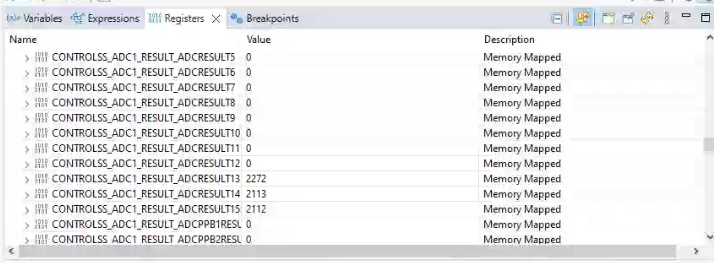 Variables Expressions Registers Breakpoints
Name Value Description
CONTROLSS_ADC1_RESULT_ADCRESULT5 0 Memory Mapped
CONTROLSS_ADC1_RESULT_ADCRESULT6 0 Memory Mapped
CONTROLSS_ADC1_RESULT_ADCRESULT7 0 Memory Mapped
CONTROLSS_ADC1_RESULT_ADCRESULT8 0 Memory Mapped
CONTROLSS_ADC1_RESULT_ADCRESULT9 0 Memory Mapped
CONTROLSS_ADC1_RESULT_ADCRESULT10 0 Memory Mapped
CONTROLSS_ADC1_RESULT_ADCRESULT11 0 Memory Mapped
CONTROLSS_ADC1_RESULT_ADCRESULT12 0 Memory Mapped
CONTROLSS_ADC1_RESULT_ADCRESULT13 2272 Memory Mapped
CONTROLSS_ADC1_RESULT_ADCRESULT14 2113 Memory Mapped
CONTROLSS_ADC1_RESULT_ADCRESULT15 2112 Memory Mapped
CONTROLSS_ADC1_RESULT_ADCPPB1RESU 0 Memory Mapped
CONTROLSS_ADC1_RESULT_ADCPPB2RESU 0 Memory Mapped